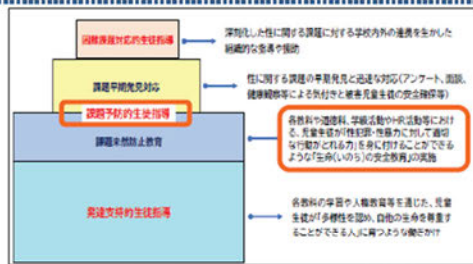 困難課題対応的生徒指導
深刻化した性に関する課題に対する学校内外の連携を生かした
組織的な指導や援助
課題早期発見対応
性に関する課題の早期発見と迅速な対応(アンケート、面談、
健康観察等による気付きと被害児童生徒の安全確保等)
課題予防的生徒指導
課題未然防止教育
各教科や道徳科、学級活動やHR活動等におけ
る、児童生徒が「性犯罪・性暴力に対して適切
な行動がとれる力」を身に付けることができる
ような「生命(いのち)の安全教育」の実施
発達支持的生徒指導
各教科の学習や人権教育等を通じた、児童
生徒が「多様性を認め、自他の生命を尊重す
ることができる人」に育つような働きかけ